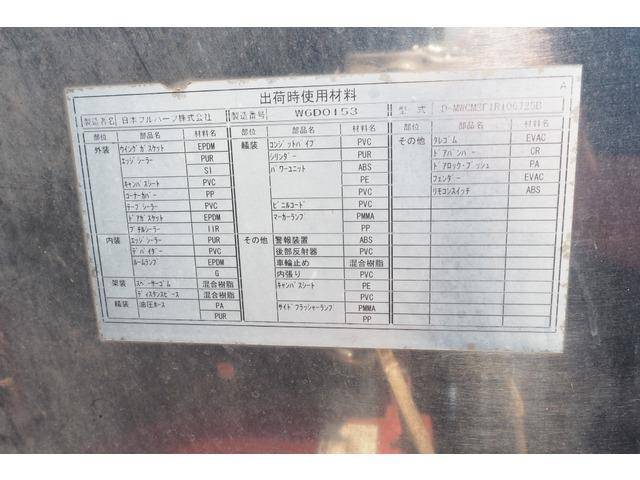 A
出荷時使用材料
製造者名 日本フルハーフ株式会社 製造番号 W6D0153 型式
部位 部品名 材料名 部位 部品名 材料名 部位 部品名 材料名
外装 ウイングガスケット EPDM 艤装 コンジットパイプ PVC その他 タレゴム EVAC
エッジシーラー PUR シリンダー PUR ドアバンパー CR
SI パワーユニット ABS ドアロック・ブッシュ PA
キャンバスシート PVC PE フェンダー EVAC
コーナーカバー PP PVC リモコンスイッチ ABS
テープシーラー PVC ビニルコード PVC
ドアガスケット EPDM マーカーランプ PMMA
ブチルシーラー IIR PP
内装 エッジシーラー PUR その他 警報装置 ABS
デバイダー PVC 後部反射器 PVC
ルームランプ EPDM 車輪止め 混合樹脂
G 内張り PVC
架装 スペーサーゴム 混合樹脂 キャンバスシート PE
ディスタンスピース 混合樹脂 PVC
艤装 油圧ホース PA サイドフラッシャーランプ PMMA
PUR PP